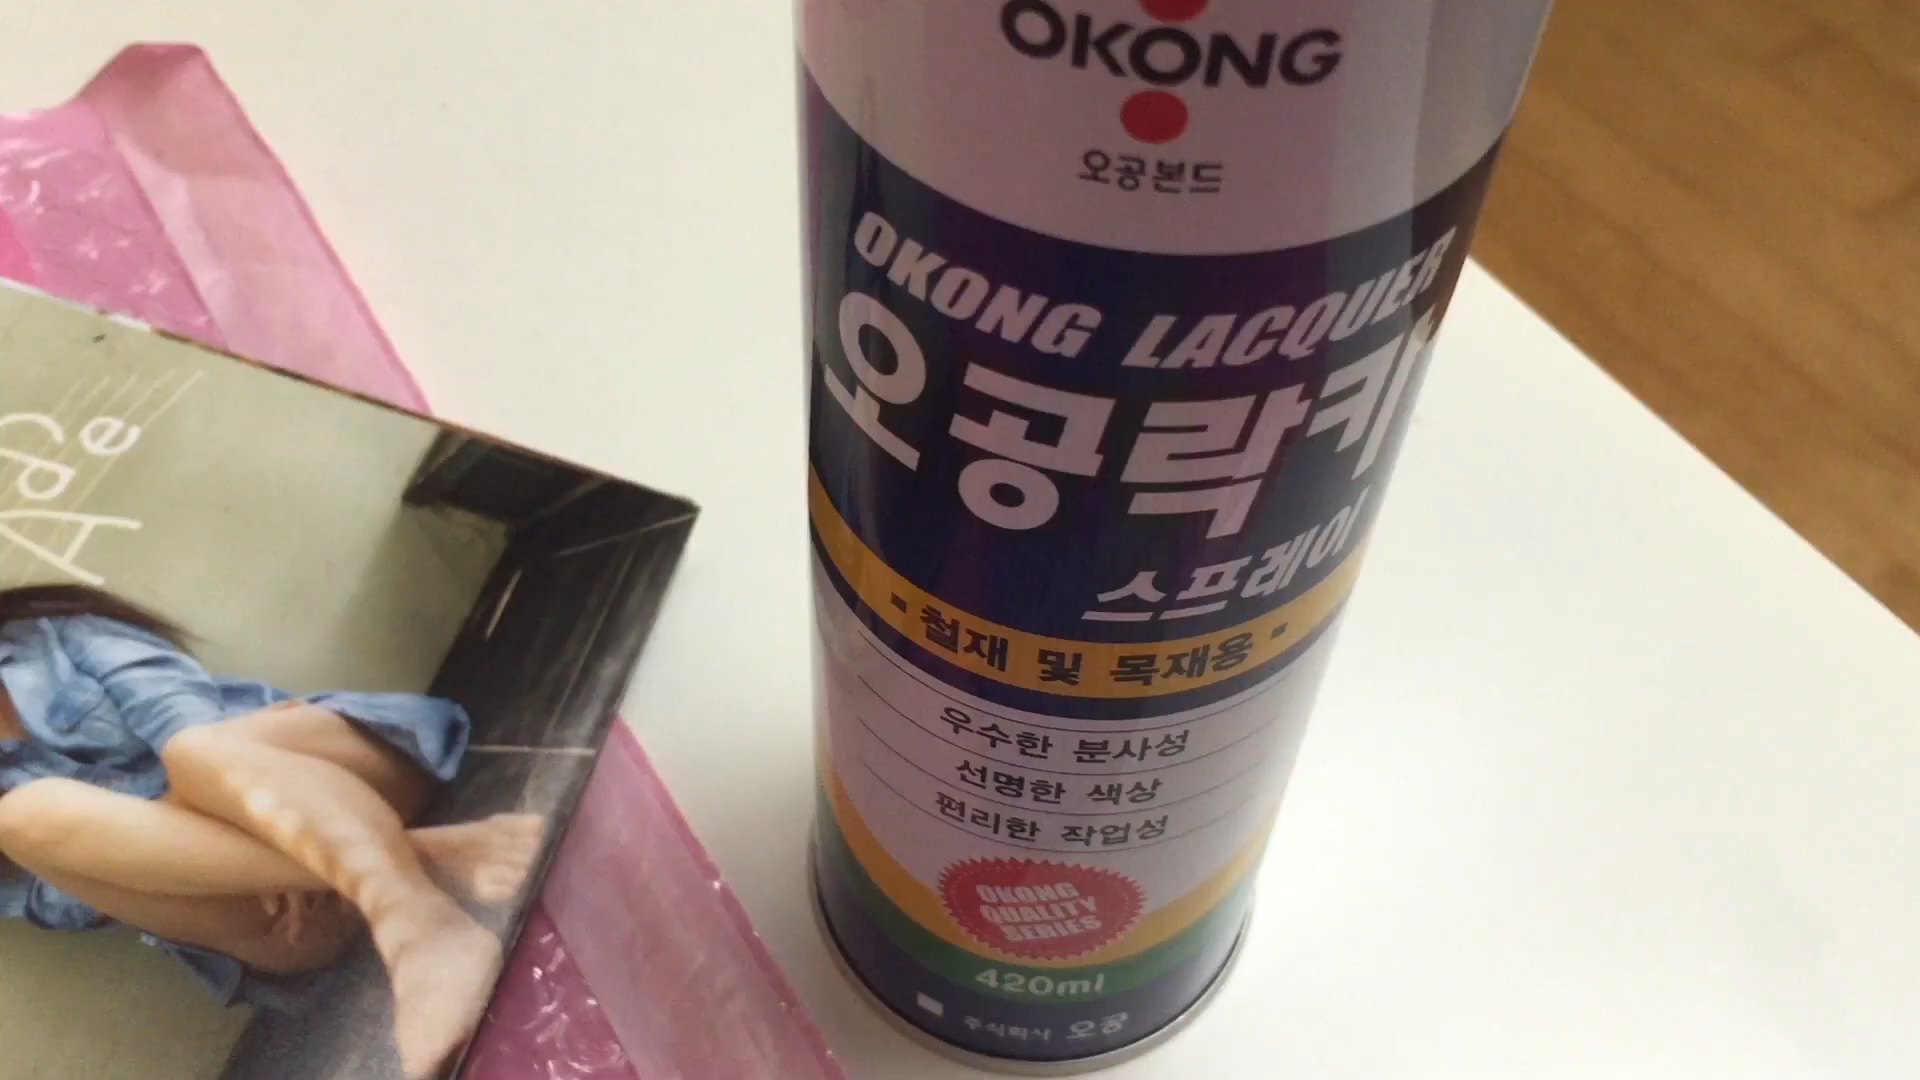 OKONG
오공본드
OKONG LACQUER
오공락카
스프레이
철재 및 목재용
우수한 분사성
선명한 색상
편리한 작업성
OKONG
QUALITY
SERIES
420ml
주식회사 오공
Ade